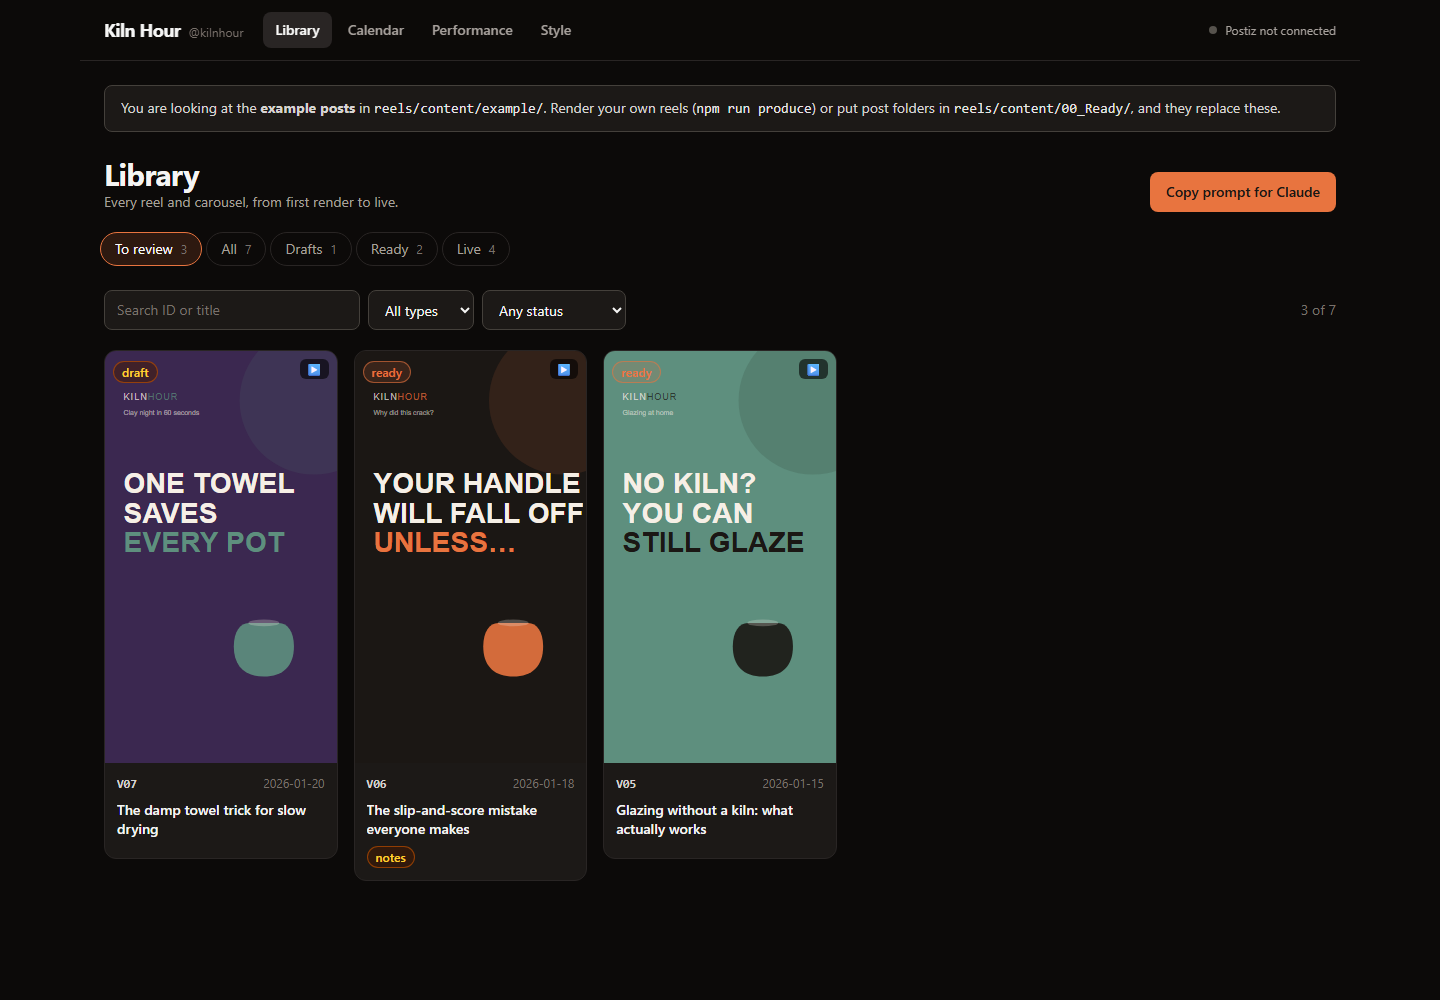 Kiln Hour @kilnhour Library Calendar Performance Style Postiz not connected
You are looking at the example posts in reels/content/example/. Render your own reels (npm run produce) or put post folders in reels/content/00_Ready/, and they replace these.
Library
Every reel and carousel, from first render to live.
Copy prompt for Claude
To review 3 All 7 Drafts 1 Ready 2 Live 4
Search ID or title All types Any status 3 of 7
draft
KILNHOUR
Clay night in 60 seconds
ONE TOWEL
SAVES
EVERY POT
V07 2026-01-20
The damp towel trick for slow
drying
ready
KILNHOUR
Why did this crack?
YOUR HANDLE
WILL FALL OFF
UNLESS...
V06 2026-01-18
The slip-and-score mistake
everyone makes
notes
ready
KILNHOUR
Glazing at home
NO KILN?
YOU CAN
STILL GLAZE
V05 2026-01-15
Glazing without a kiln: what
actually works